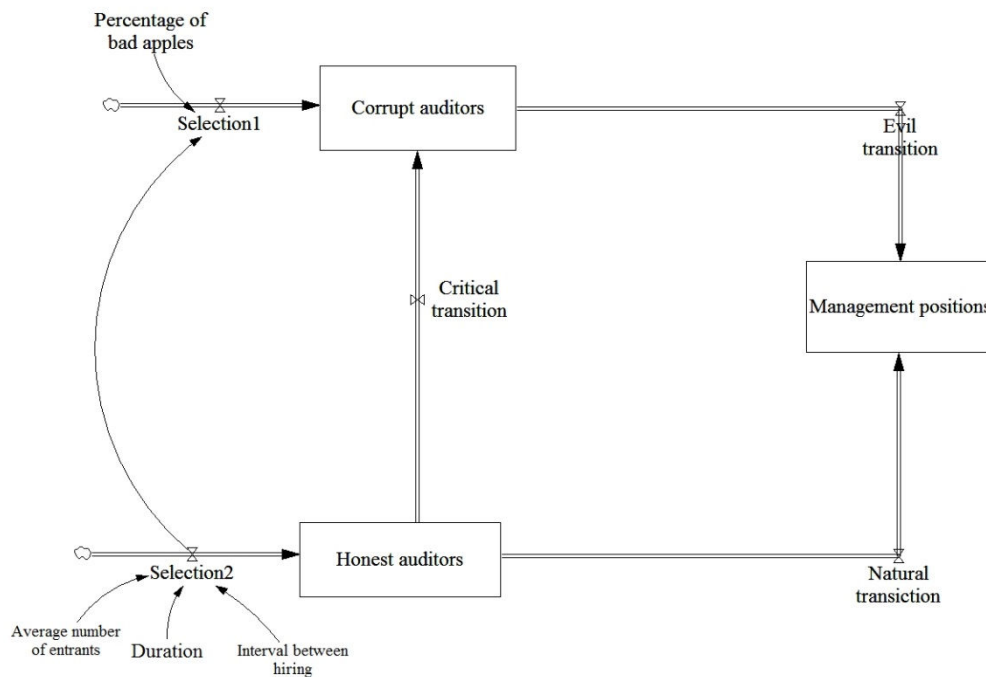 Percentage of
bad apples
Selection1
Corrupt auditors
Evil
transition
Critical
transition
Management positions
Selection2
Honest auditors
Natural
transiction
Average number
of entrants
Duration
Interval between
hiring